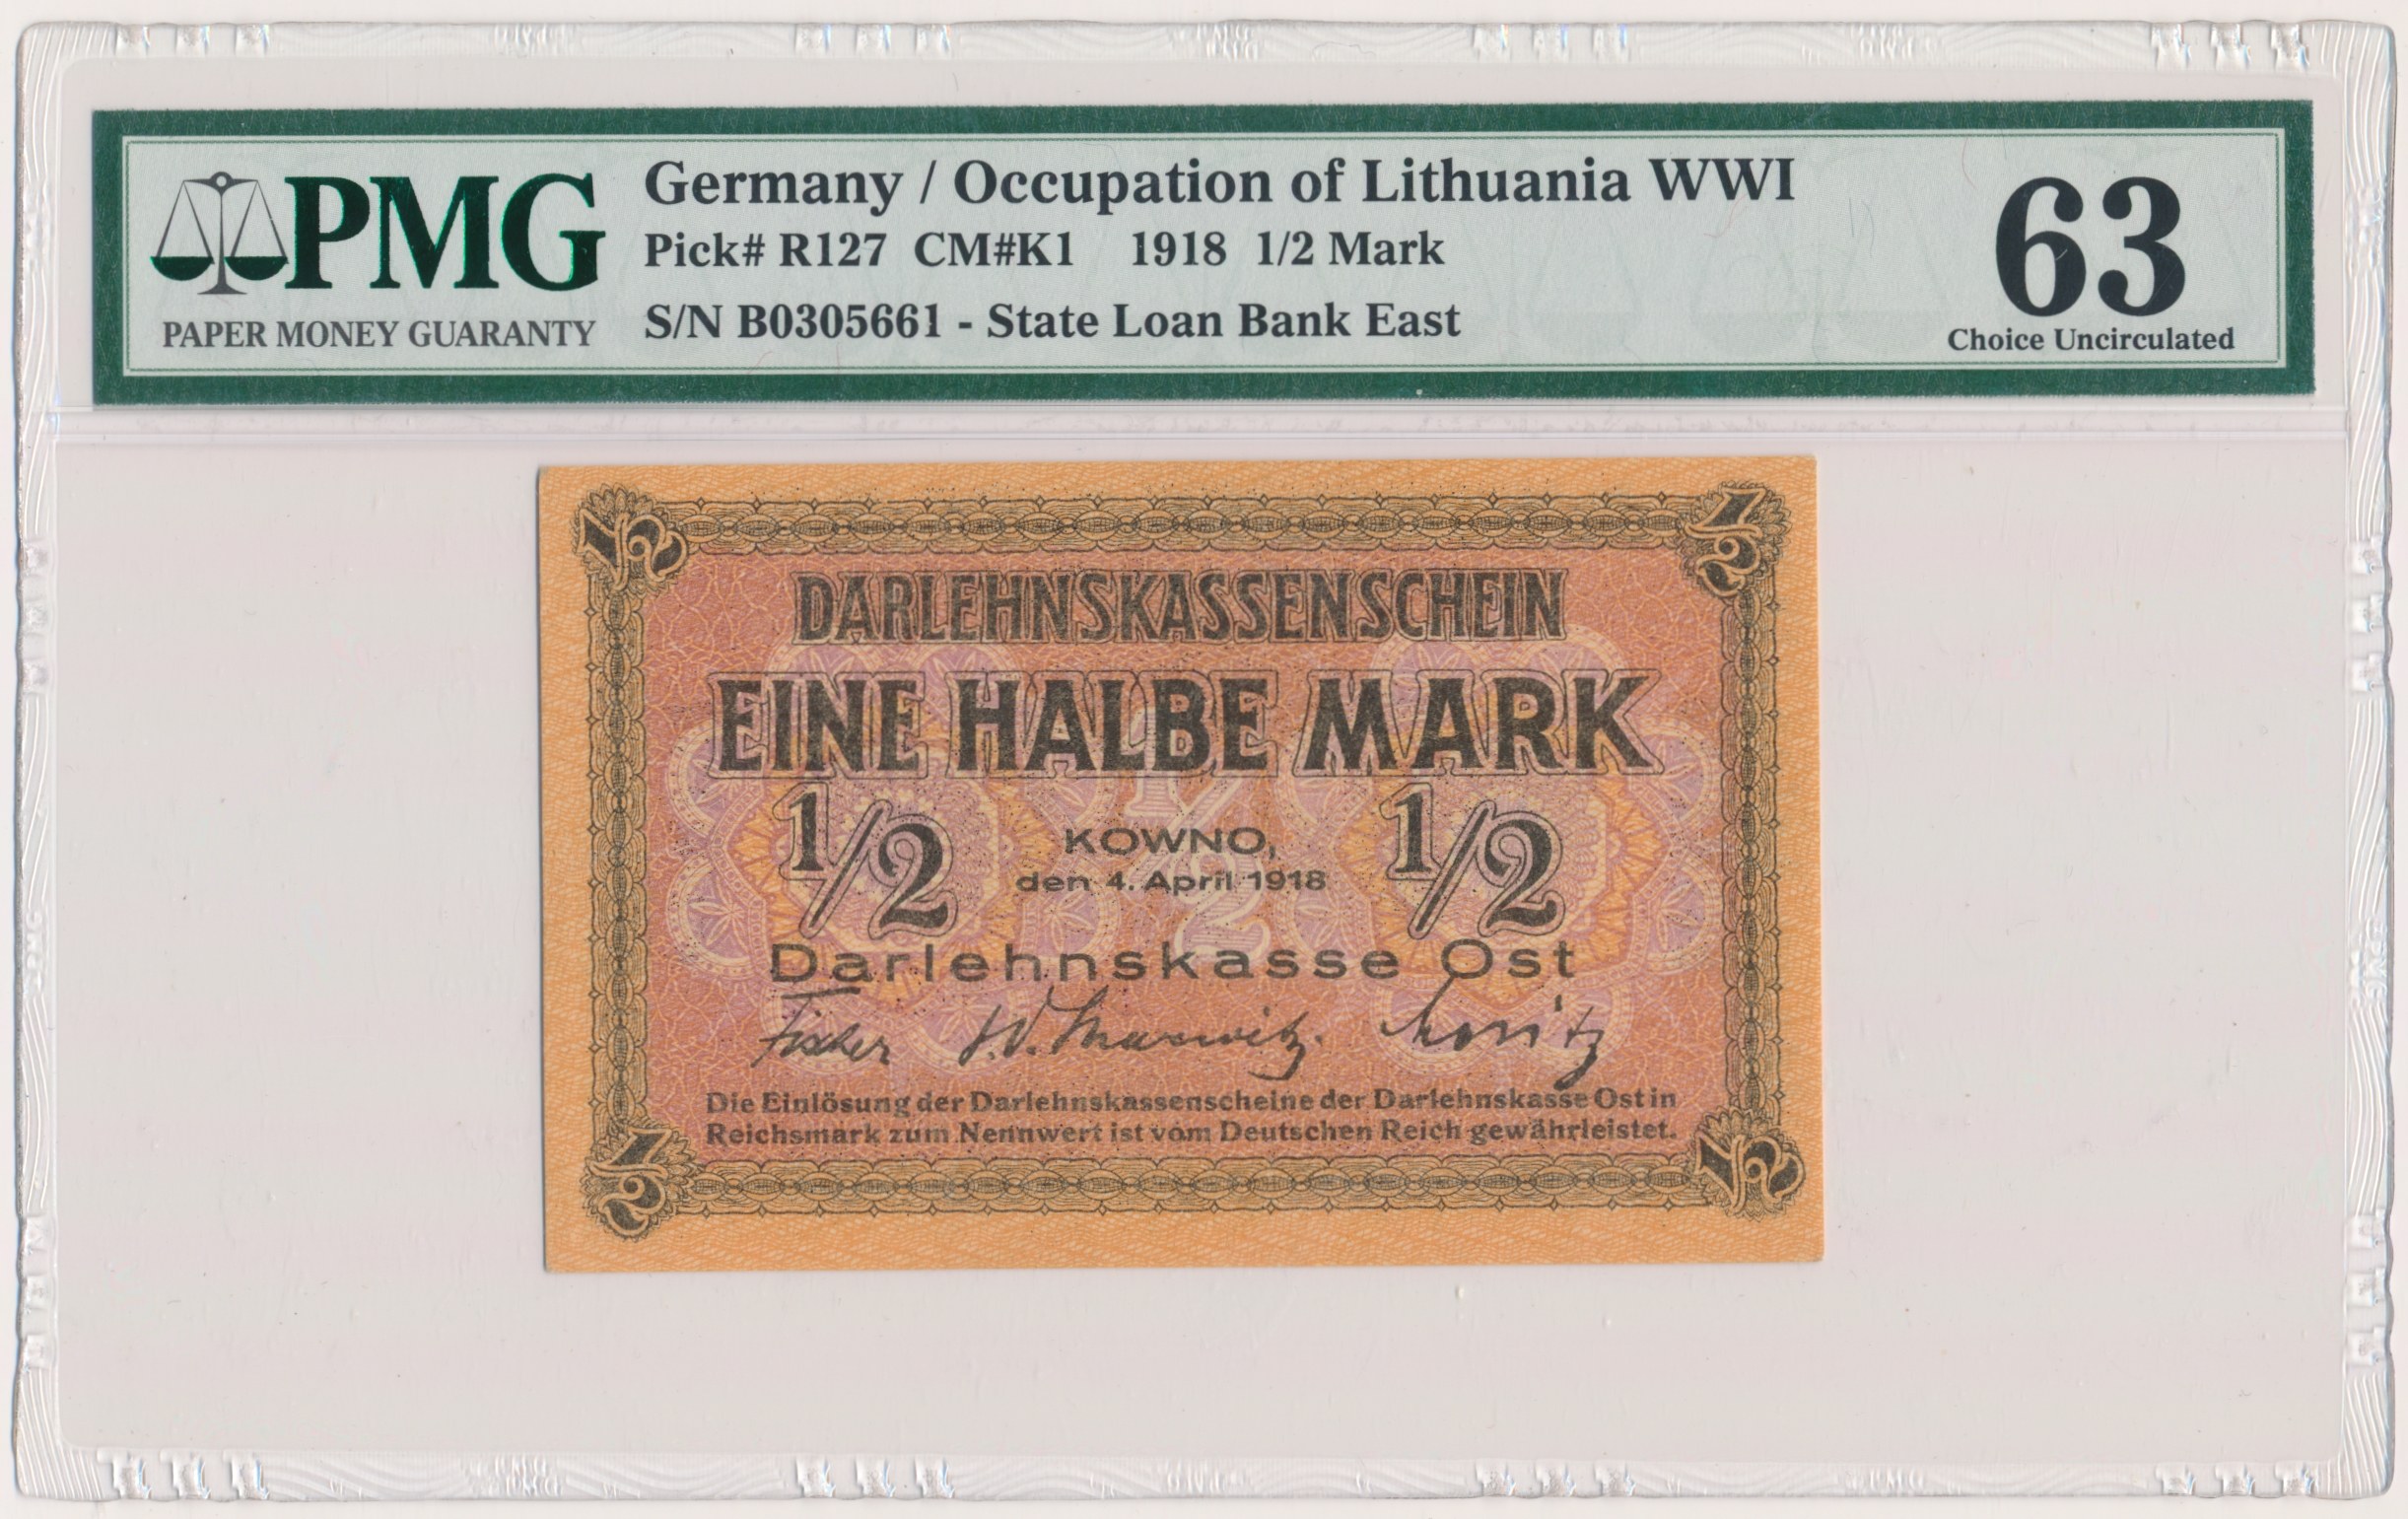 PMG
PAPER MONEY GUARANTY
Germany / Occupation of Lithuania WWI
Pick# R127 CM#K1 1918 1/2 Mark
S/N B0305661 - State Loan Bank East
63
Choice Uncirculated
1/2
1/2
DARLEHNSKASSENSCHEIN
EINE HALBE MARK
1/2
1/2
1/2
KOWNO,
den 4. April 1918
Darlehnskasse Ost
Fischer
Die Einlösung der Darlehnskassenscheine der Darlehnskasse Ost in
Reichsmark zum Nennwert ist vom Deutschen Reich gewährleistet.
1/2
1/2